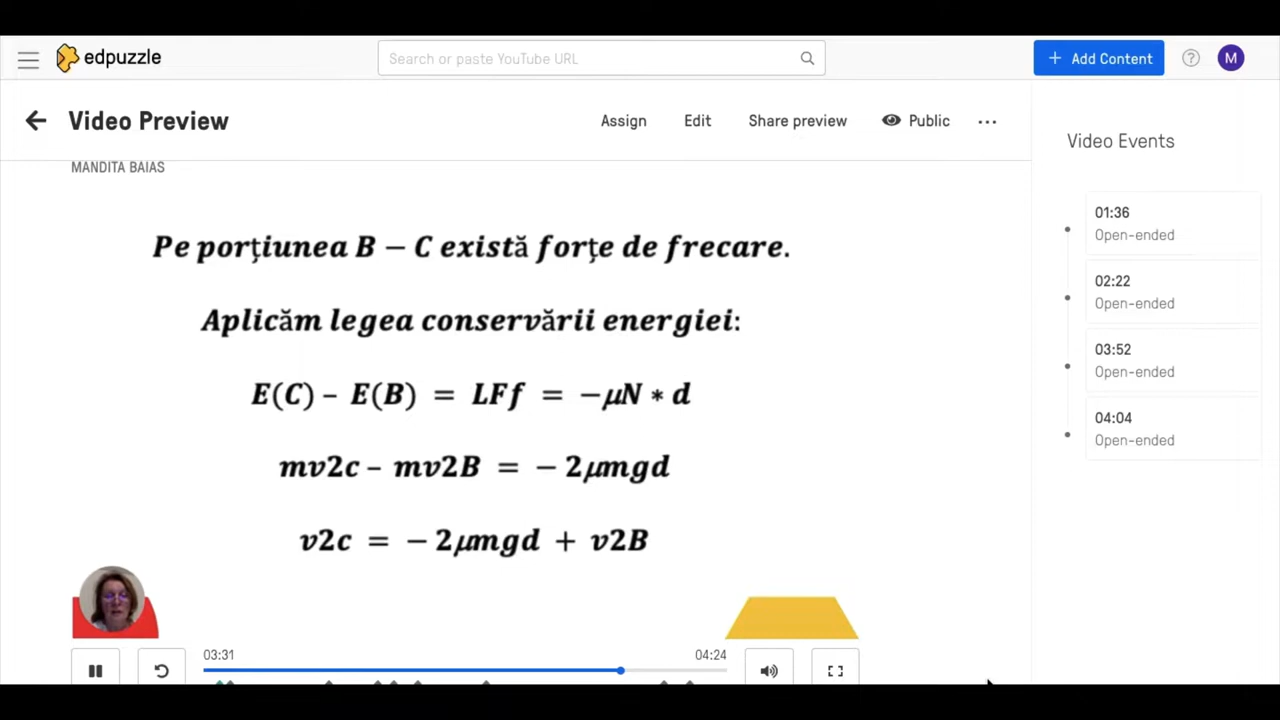 edpuzzle
Search or paste YouTube URL
+ Add Content
?
M
Video Preview
Assign
Edit
Share preview
Public
...
MANDITA BAIAS
Pe porțiunea B – C există forțe de frecare.
Aplicăm legea conservării energiei:
E(C) – E(B) = LFf = –μN * d
mv2c – mv2B = – 2μmgd
v2c = – 2μmgd + v2B
03:31
04:24
Video Events
01:36
Open-ended
02:22
Open-ended
03:52
Open-ended
04:04
Open-ended